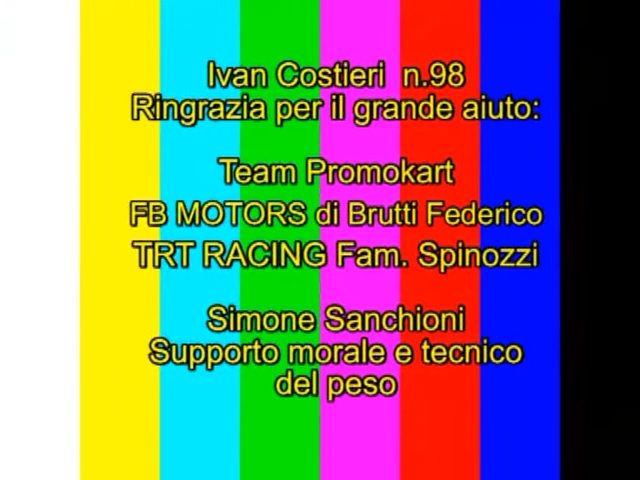 Ivan Costieri n.98
Ringrazia per il grande aiuto:
Team Promokart
FB MOTORS di Brutti Federico
TRT RACING Fam. Spinozzi
Simone Sanchioni
Supporto morale e tecnico
del peso